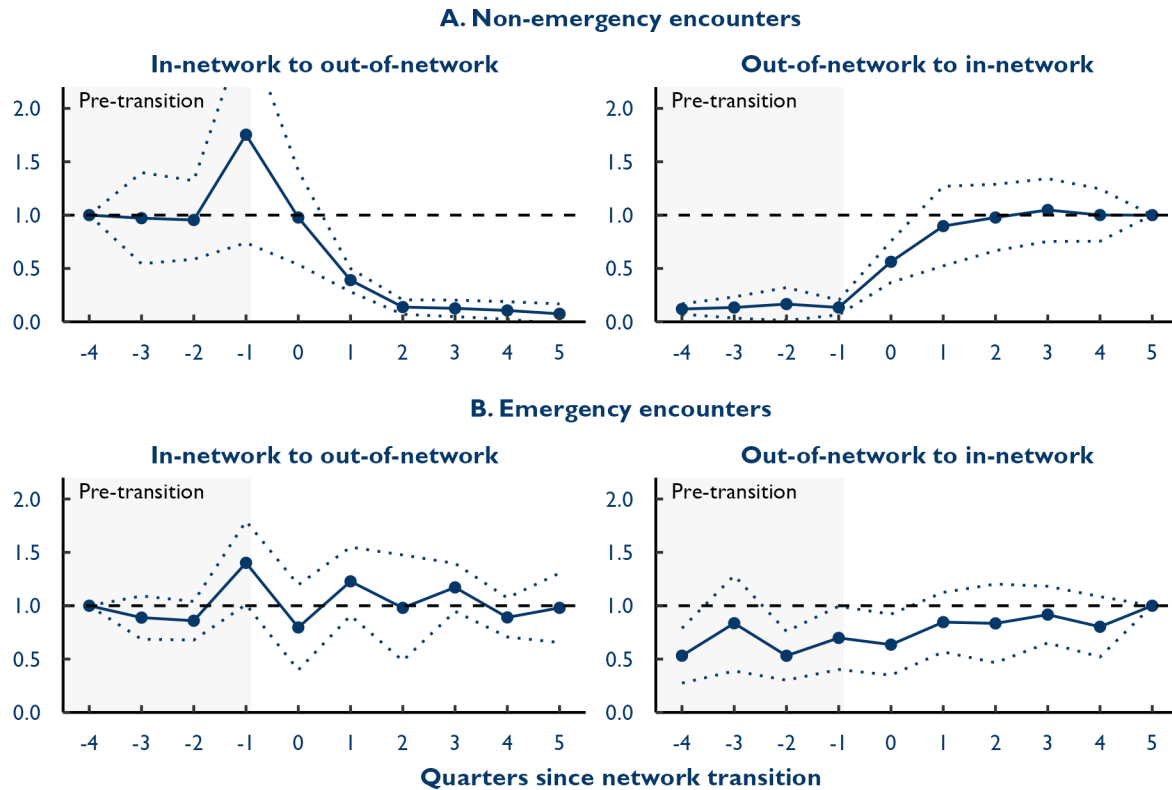 A. Non-emergency encounters
In-network to out-of-network
Pre-transition
2.0
1.5
1.0
0.5
0.0
-4 -3 -2 -1 0 1 2 3 4 5
Out-of-network to in-network
Pre-transition
2.0
1.5
1.0
0.5
0.0
-4 -3 -2 -1 0 1 2 3 4 5
B. Emergency encounters
In-network to out-of-network
Pre-transition
2.0
1.5
1.0
0.5
0.0
-4 -3 -2 -1 0 1 2 3 4 5
Out-of-network to in-network
Pre-transition
2.0
1.5
1.0
0.5
0.0
-4 -3 -2 -1 0 1 2 3 4 5
Quarters since network transition